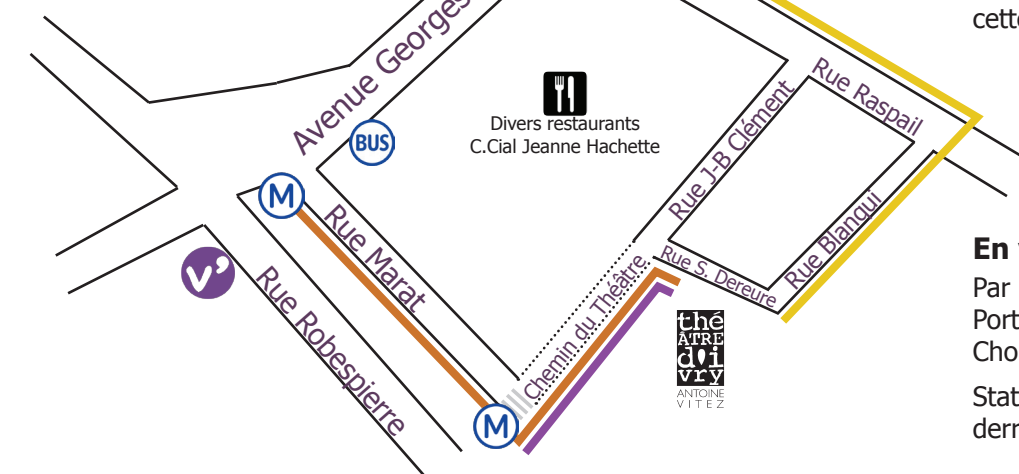 cette
Avenue Georges
Rue Raspail
BUS
Divers restaurants
C.Cial Jeanne Hachette
Rue J-B Clément
M
Rue Marat
Rue Blanqui
v'
Rue S. Dereure
Chemin du Théâtre
Rue Robespierre
thé
ÂTRE
d'i
vry
ANTOINE
VITEZ
M
En
Par
Port
Cho
Stat
derr